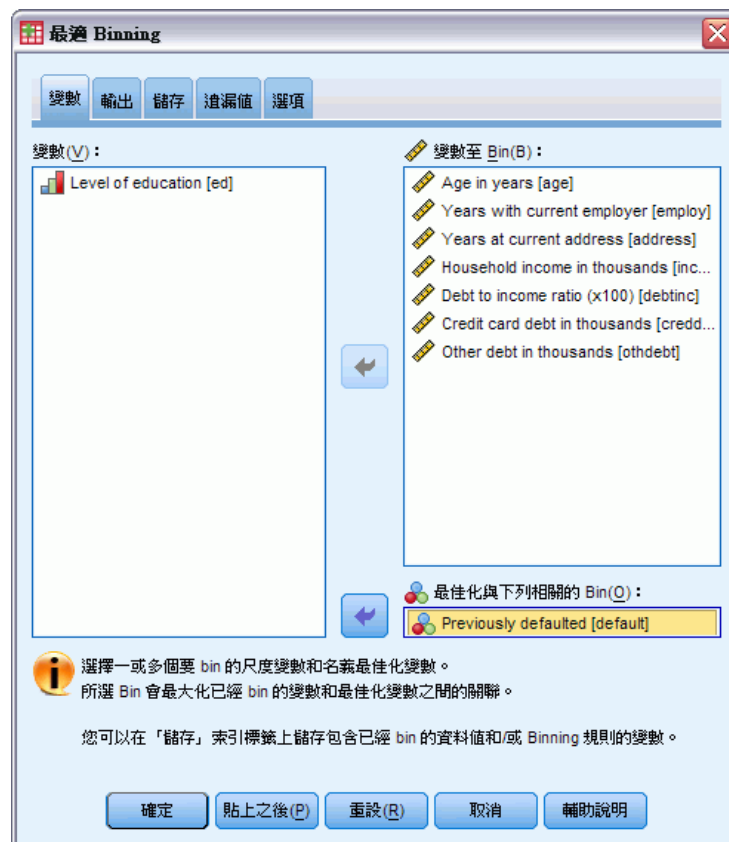 最適 Binning
變數 輸出 儲存 遺漏值 選項
變數(V)：
Level of education [ed]
變數至 Bin(B)：
Age in years [age]
Years with current employer [employ]
Years at current address [address]
Household income in thousands [inc...
Debt to income ratio (x100) [debtinc]
Credit card debt in thousands [credd...
Other debt in thousands [othdebt]
最佳化與下列相關的 Bin(O)：
Previously defaulted [default]
選擇一或多個要 bin 的尺度變數和名義最佳化變數。
所選 Bin 會最大化已經 bin 的變數和最佳化變數之間的關聯。
您可以在「儲存」索引標籤上儲存包含已經 bin 的資料值和/或 Binning 規則的變數。
確定 貼上之後(P) 重設(R) 取消 輔助說明